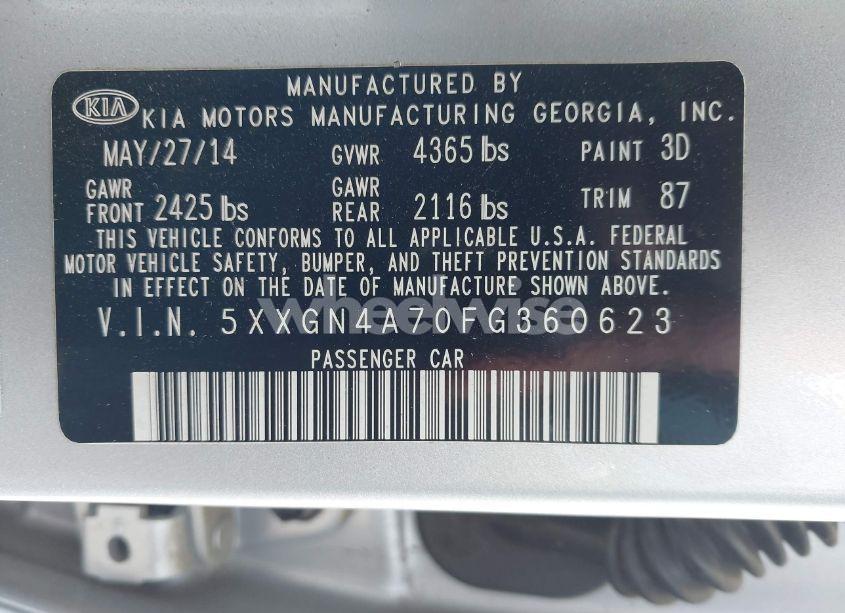 MANUFACTURED BY
KIA KIA MOTORS MANUFACTURING GEORGIA, INC.
MAY/27/14 GVWR 4365 lbs PAINT 3D
GAWR FRONT 2425 lbs GAWR REAR 2116 lbs TRIM 87
THIS VEHICLE CONFORMS TO ALL APPLICABLE U.S.A. FEDERAL
MOTOR VEHICLE SAFETY, BUMPER, AND THEFT PREVENTION STANDARDS
IN EFFECT ON THE DATE OF MANUFACTURE SHOWN ABOVE.
wheelwise
V.I.N. 5XXGN4A70FG360623
PASSENGER CAR